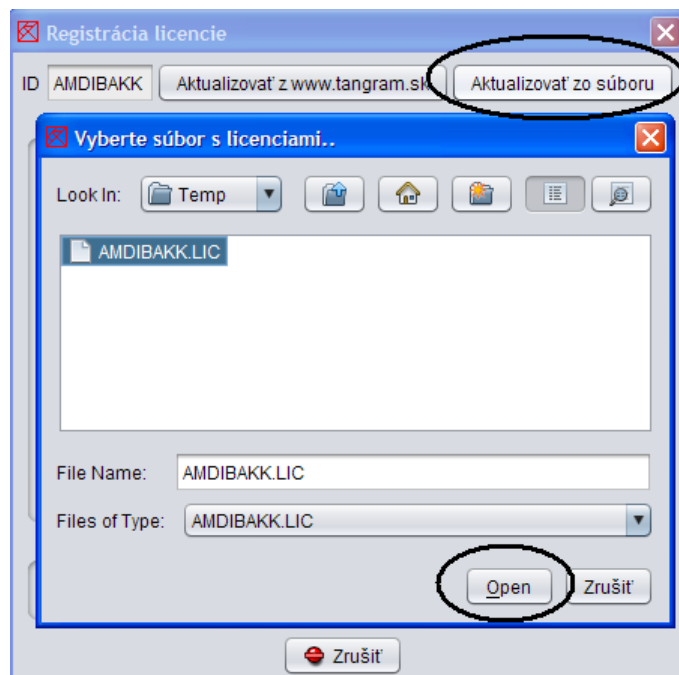 Registrácia licencie
ID AMDIBAKK Aktualizovať z www.tangram.sk Aktualizovať zo súboru
Vyberte súbor s licenciami..
Look In: Temp
AMDIBAKK.LIC
File Name: AMDIBAKK.LIC
Files of Type: AMDIBAKK.LIC
Open Zrušiť
Zrušiť